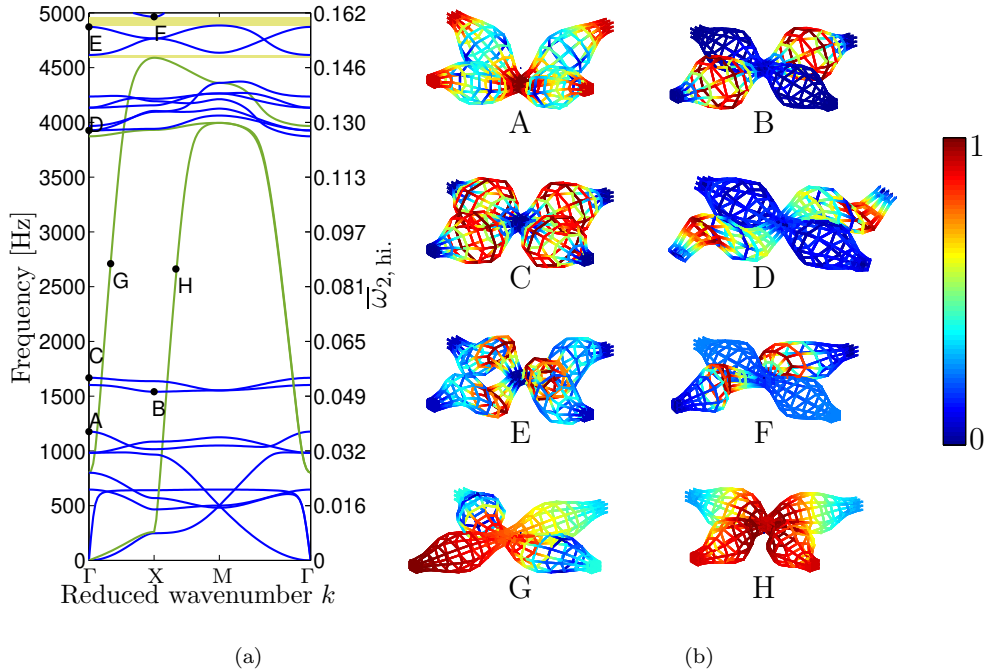 5000
4500
4000
3500
3000
2500
2000
1500
1000
500
0
Frequency [Hz]
E
F
D
G
H
C
B
A
0.162
0.146
0.130
0.113
0.097
0.081
0.065
0.049
0.032
0.016
ω̅2, hi.
Γ X M Γ
Reduced wavenumber k
(a)
A B
C D
E F
G H
1
0
(b)